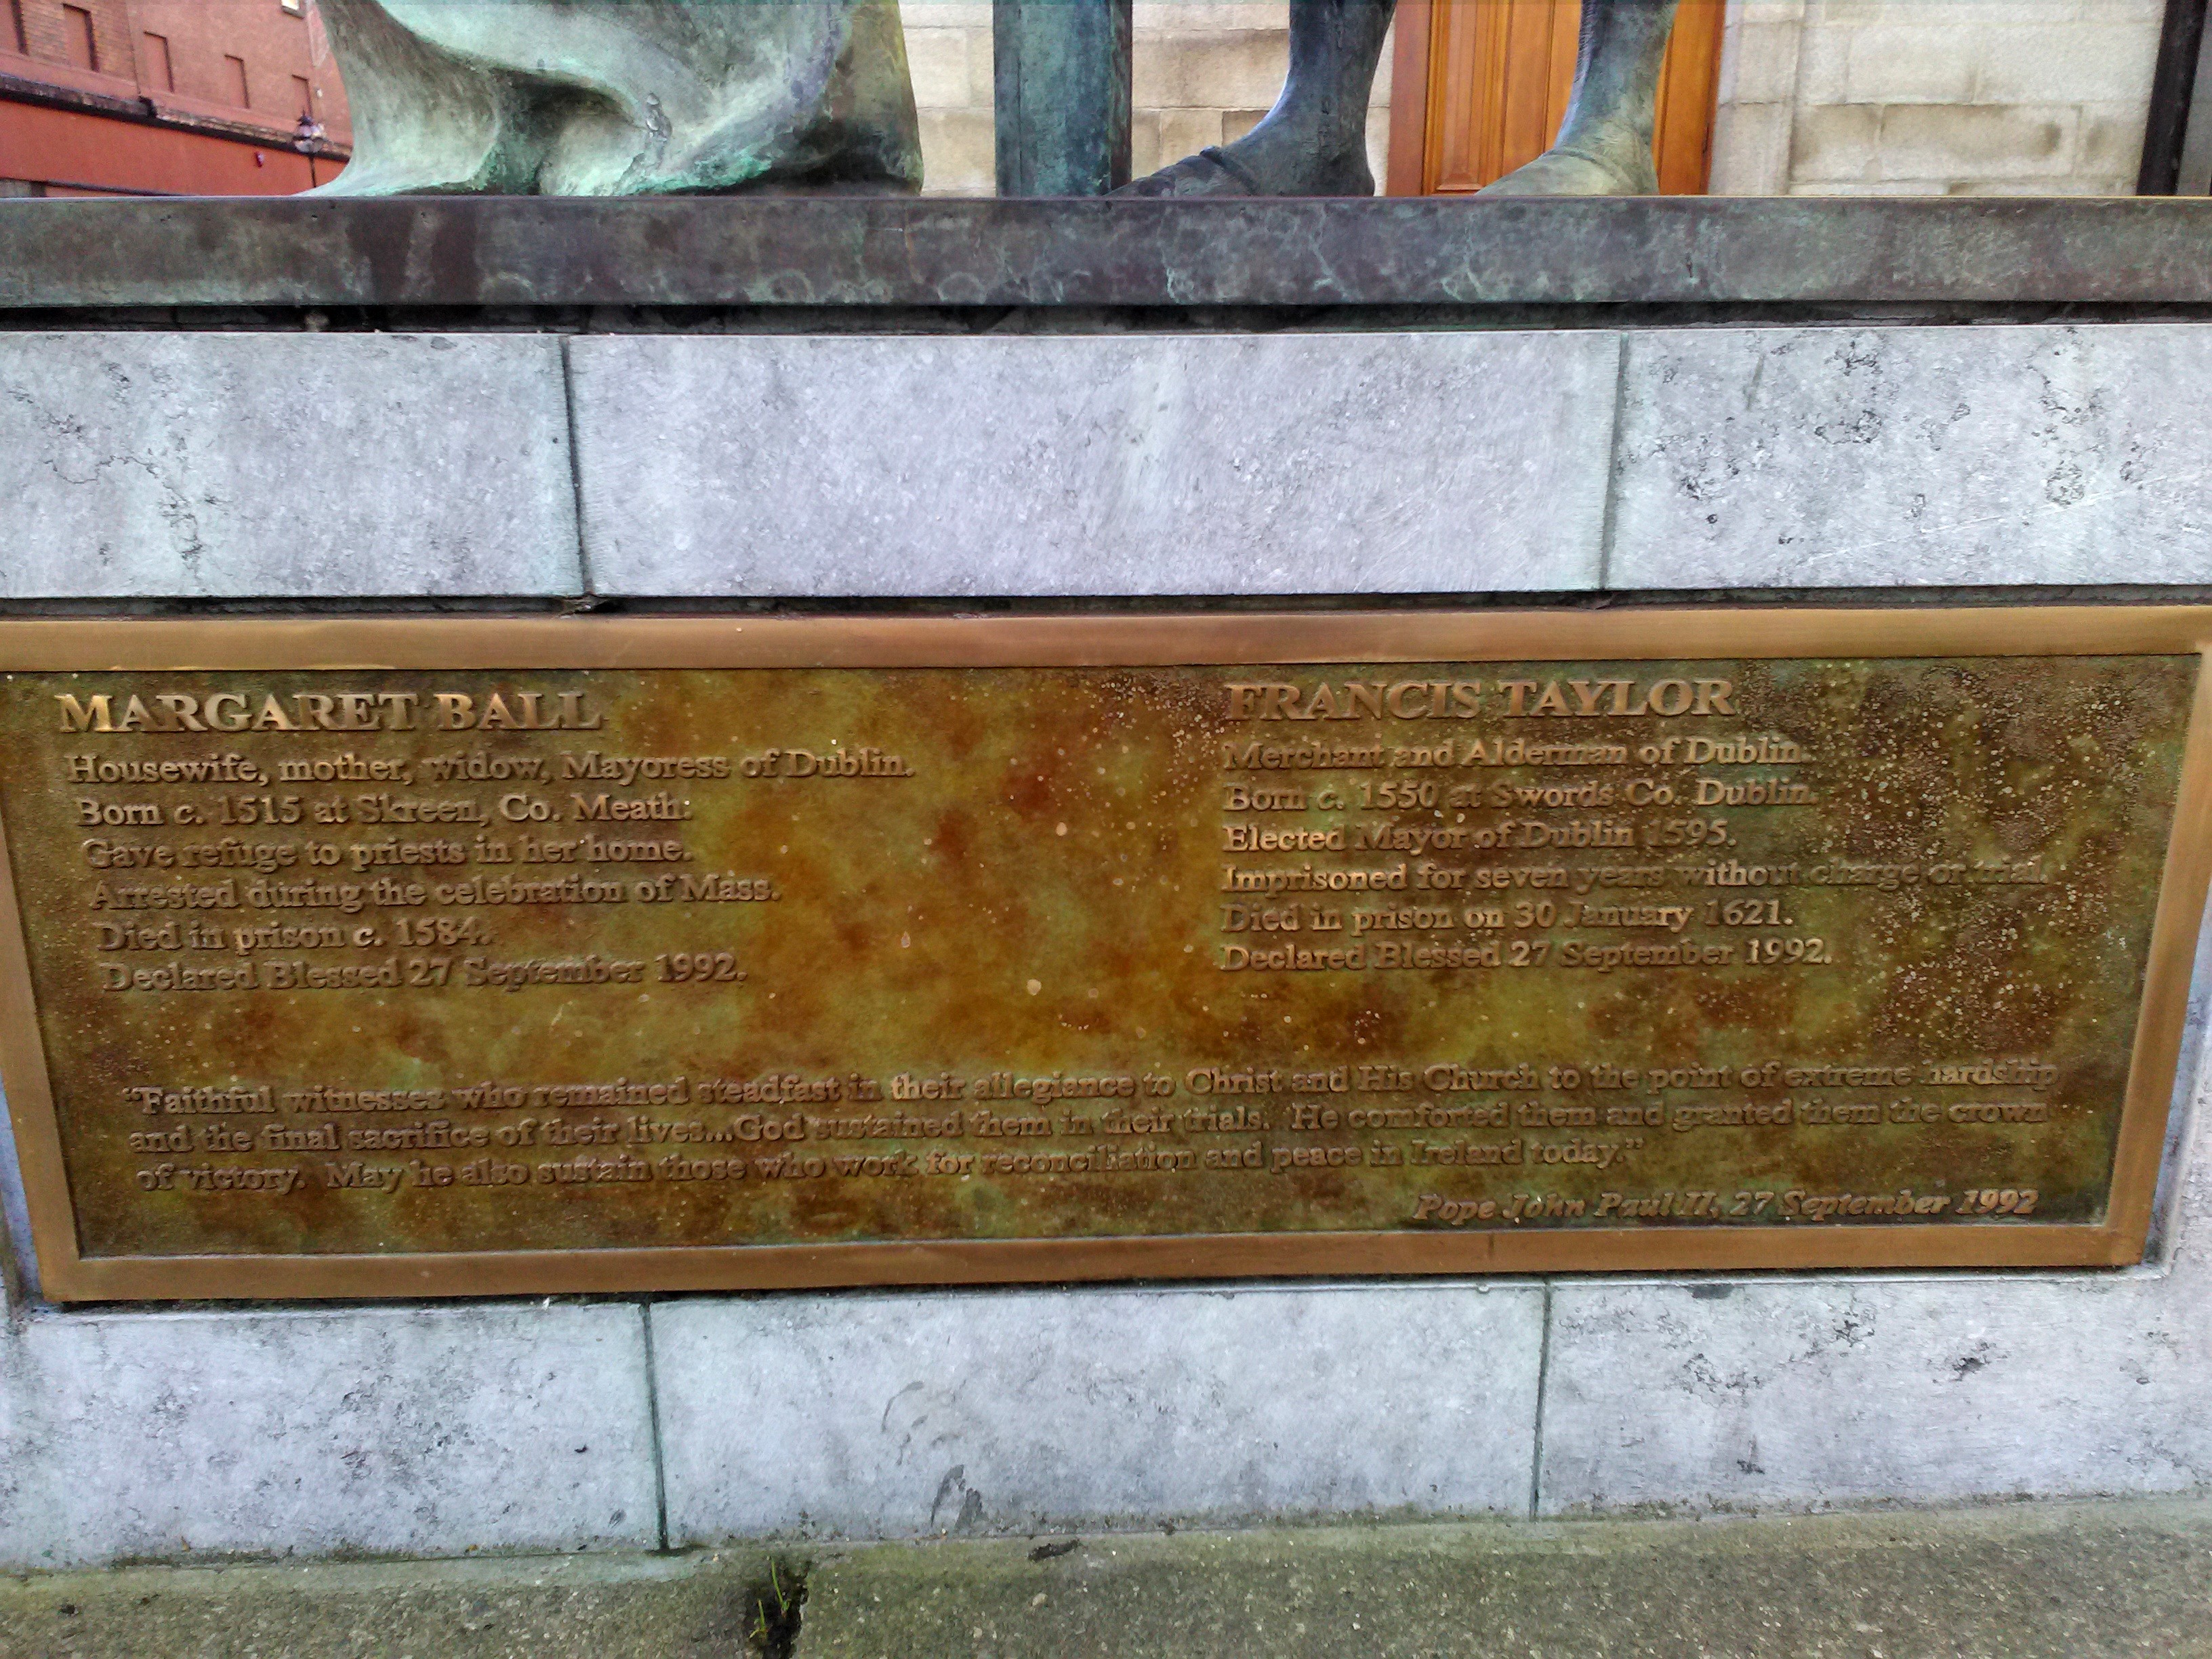 MARGARET BALL
Housewife, mother, widow, Mayoress of Dublin.
Born c. 1515 at Skreen, Co. Meath.
Gave refuge to priests in her home.
Arrested during the celebration of Mass.
Died in prison c. 1584.
Declared Blessed 27 September 1992.
FRANCIS TAYLOR
Merchant and Alderman of Dublin.
Born c. 1550 at Swords Co. Dublin.
Elected Mayor of Dublin 1595.
Imprisoned for seven years without charge or trial.
Died in prison on 30 January 1621.
Declared Blessed 27 September 1992.
“Faithful witnesses who remained steadfast in their allegiance to Christ and His Church to the point of extreme hardship
and the final sacrifice of their lives...God sustained them in their trials. He comforted them and granted them the crown
of victory. May he also sustain those who work for reconciliation and peace in Ireland today.”
Pope John Paul II, 27 September 1992